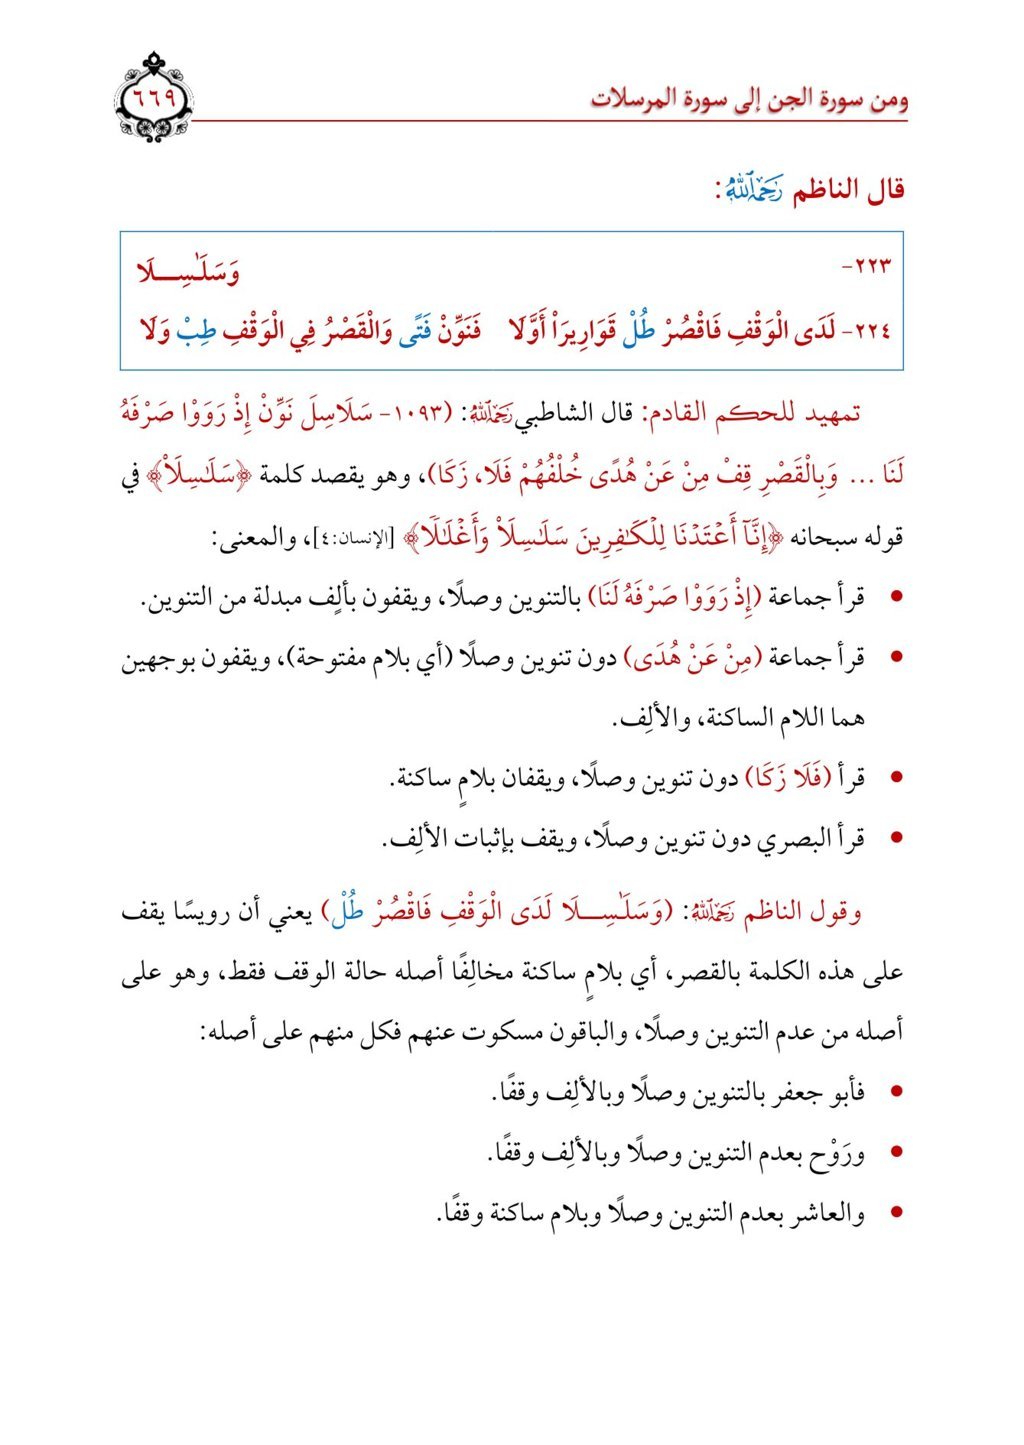 ومن سورة الجن إلى سورة المرسلات
٦٦٩
قال الناظم رَحِمَهُ ٱللَّهُ:
٢٢٣- وَسَلَٰسِلَا
٢٢٤- لَدَى الْوَقْفِ فَاقْصُرْ طُلْ قَوَارِيرَاْ أَوَّلَا فَنَوِّنْ فَتًى وَالْقَصْرُ فِي الْوَقْفِ طِبْ وَلَا
تمهيد للحكم القادم: قال الشاطبي رَحِمَهُ ٱللَّهُ: (١٠٩٣- سَلَاسِلَ نَوِّنْ إِذْ رَوَوْا صَرْفَهُ
لَنَا ... وَبِالْقَصْرِ قِفْ مِنْ عَنْ هُدًى خُلْفُهُمْ فَلَا، زَكَا)، وهو يقصد كلمة ﴿سَلَٰسِلَاْ﴾ في
قوله سبحانه ﴿إِنَّآ أَعْتَدْنَا لِلْكَٰفِرِينَ سَلَٰسِلَاْ وَأَغْلَٰلًا﴾ [الإنسان:٤]، والمعنى:
• قرأ جماعة (إِذْ رَوَوْا صَرْفَهُ لَنَا) بالتنوين وصلًا، ويقفون بألِف مبدلة من التنوين.
• قرأ جماعة (مِنْ عَنْ هُدَى) دون تنوين وصلًا (أي بلام مفتوحة)، ويقفون بوجهين
هما اللام الساكنة، والألِف.
• قرأ (فَلَا زَكَا) دون تنوين وصلًا، ويقفان بلامٍ ساكنة.
• قرأ البصري دون تنوين وصلًا، ويقف بإثبات الألِف.
وقول الناظم رَحِمَهُ ٱللَّهُ: (وَسَلَٰسِلَا لَدَى الْوَقْفِ فَاقْصُرْ طُلْ) يعني أن رويسًا يقف
على هذه الكلمة بالقصر، أي بلامٍ ساكنة مخالِفًا أصله حالة الوقف فقط، وهو على
أصله من عدم التنوين وصلًا، والباقون مسكوت عنهم فكل منهم على أصله:
• فأبو جعفر بالتنوين وصلًا وبالألِف وقفًا.
• ورَوْح بعدم التنوين وصلًا وبالألِف وقفًا.
• والعاشر بعدم التنوين وصلًا وبلام ساكنة وقفًا.